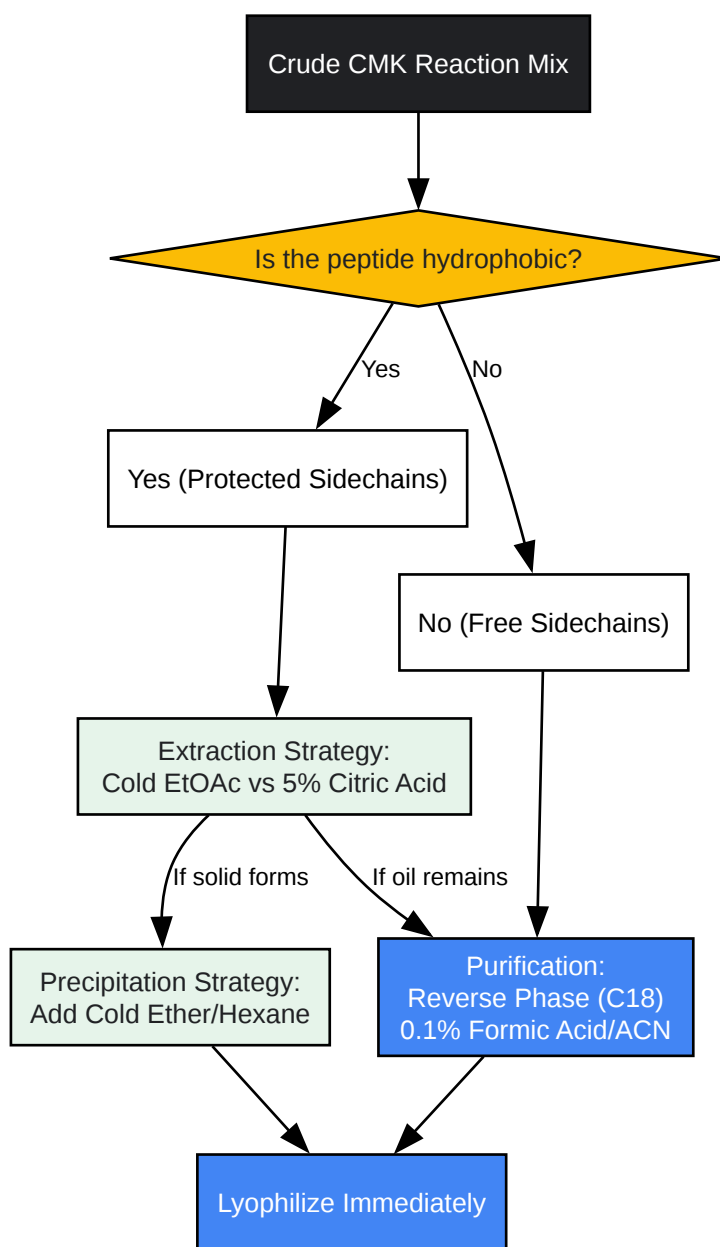 Crude CMK Reaction Mix
Is the peptide hydrophobic?
Yes
No
Yes (Protected Sidechains)
No (Free Sidechains)
Extraction Strategy:
Cold EtOAc vs 5% Citric Acid
If solid forms
If oil remains
Precipitation Strategy:
Add Cold Ether/Hexane
Purification:
Reverse Phase (C18)
0.1% Formic Acid/ACN
Lyophilize Immediately